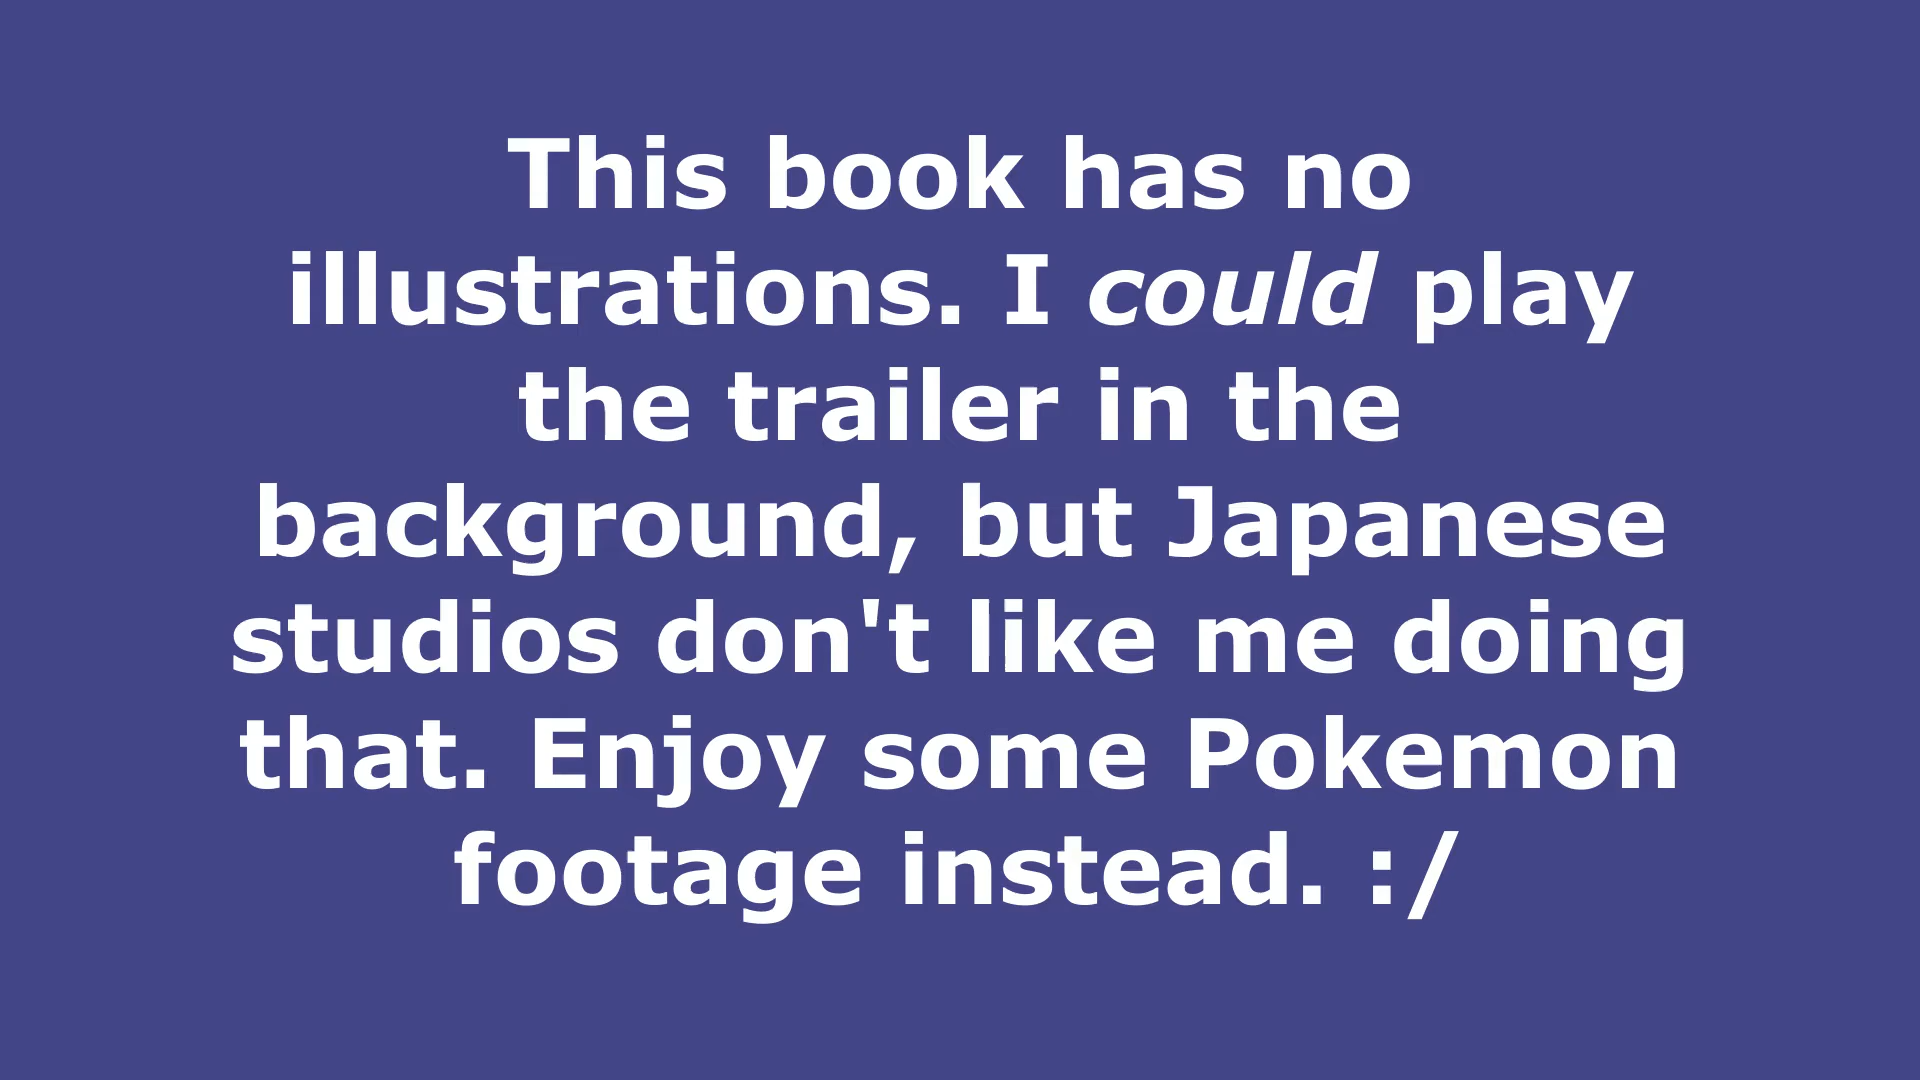 This book has no
illustrations. I could play
the trailer in the
background, but Japanese
studios don't like me doing
that. Enjoy some Pokemon
footage instead. :/